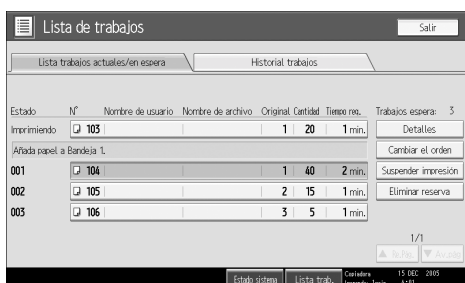 Lista de trabajos
Salir
Lista trabajos actuales/en espera
Historial trabajos
Estado N° Nombre de usuario Nombre de archivo Original Cantidad Tiempo req. Trabajos espera: 3
Imprimiendo 103 1 20 1 min. Detalles
Añada papel a Bandeja 1. Cambiar el orden
001 104 1 40 2 min. Suspender impresión
002 105 2 15 1 min. Eliminar reserva
003 106 3 5 1 min.
1/1
Estado sistema Lista trab. Copiadora 15 DEC 2005